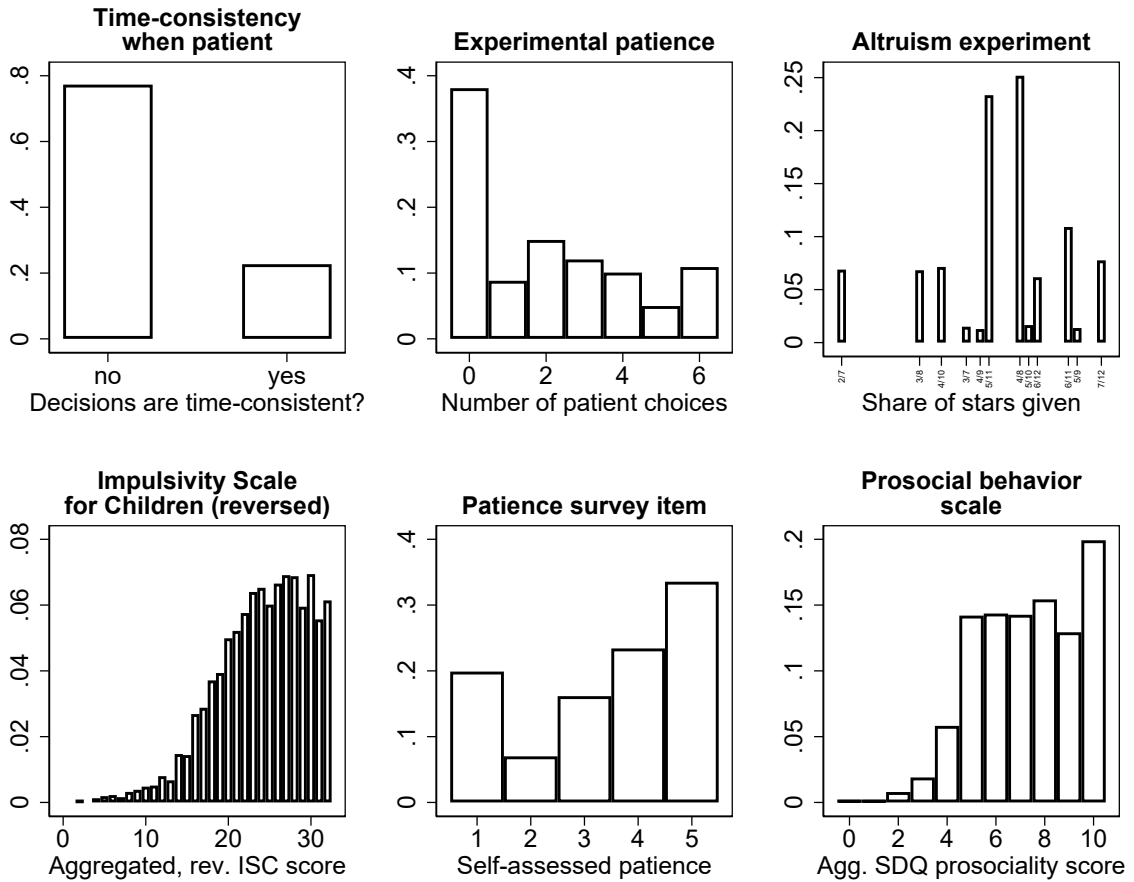 Time-consistency
when patient
.8
.6
.4
.2
0
no yes
Decisions are time-consistent?
Experimental patience
.4
.3
.2
.1
0
0 2 4 6
Number of patient choices
Altruism experiment
.25
.2
.15
.1
.05
0
2/7 3/8 4/10 3/7 4/9 5/11 4/8 5/10 6/12 6/11 5/9 7/12
Share of stars given
Impulsivity Scale
for Children (reversed)
.08
.06
.04
.02
0
0 10 20 30
Aggregated, rev. ISC score
Patience survey item
.4
.3
.2
.1
0
1 2 3 4 5
Self-assessed patience
Prosocial behavior
scale
.2
.15
.1
.05
0
0 2 4 6 8 10
Agg. SDQ prosociality score